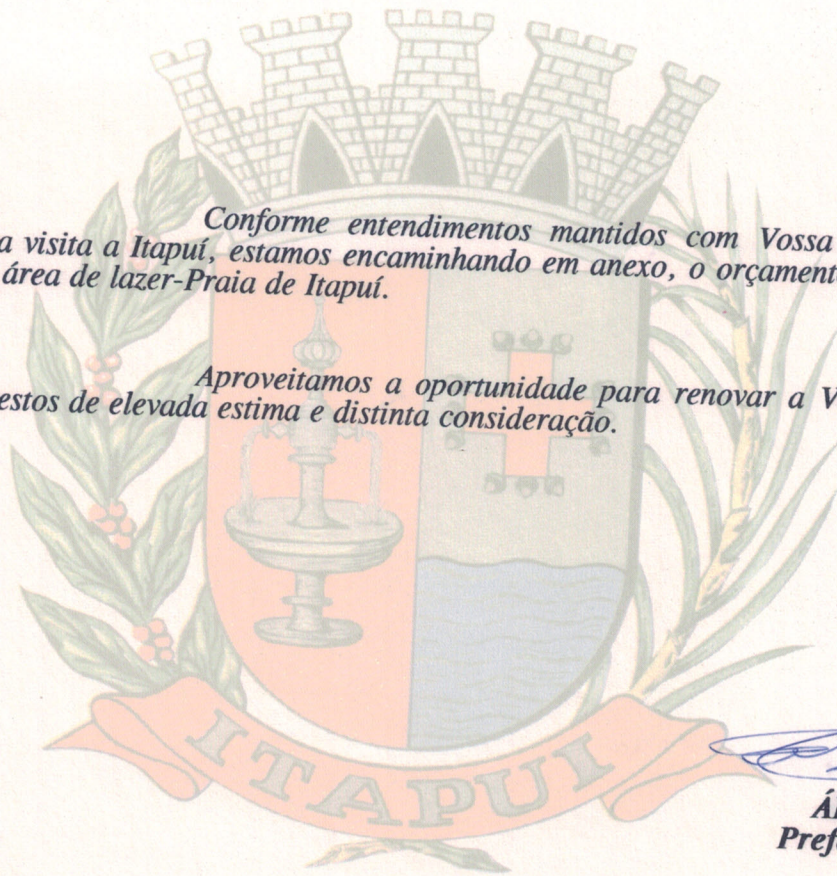 Conforme entendimentos mantidos com Vossa
a visita a Itapuí, estamos encaminhando em anexo, o orçamento
área de lazer-Praia de Itapuí.
Aproveitamos a oportunidade para renovar a V
estos de elevada estima e distinta consideração.
ITAPUI
Prefe